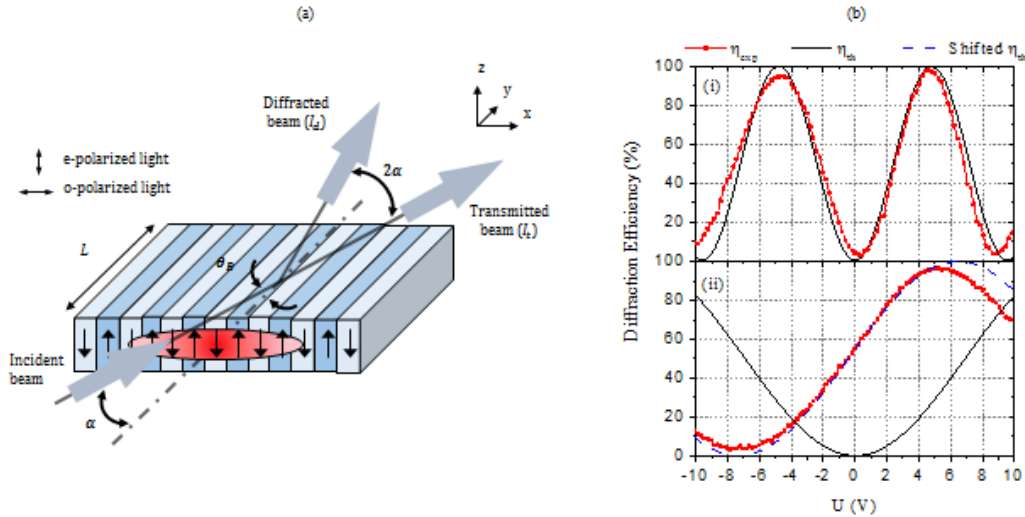 (a)
z
y
x
Diffracted
beam (I_d)
2α
e-polarized light
o-polarized light
Transmitted
beam (I_t)
L
θ_B
Incident
beam
α
(b)
η_exp
η_th
Shifted η_th
Diffraction Efficiency (%)
(i)
100
80
60
40
20
(ii)
100
80
60
40
20
0
-10 -8 -6 -4 -2 0 2 4 6 8 10
U (V)